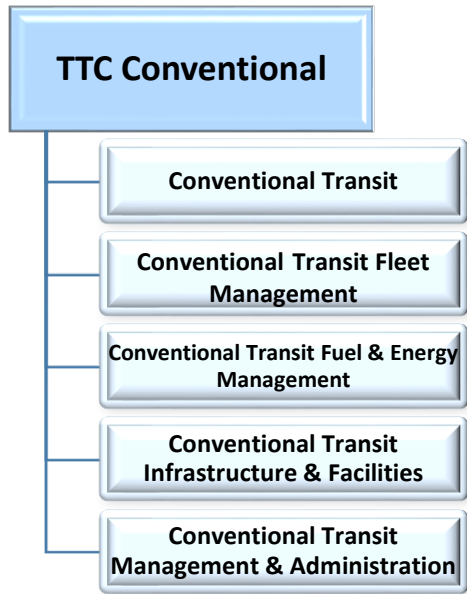 TTC Conventional
Conventional Transit
Conventional Transit Fleet
Management
Conventional Transit Fuel & Energy
Management
Conventional Transit
Infrastructure & Facilities
Conventional Transit
Management & Administration